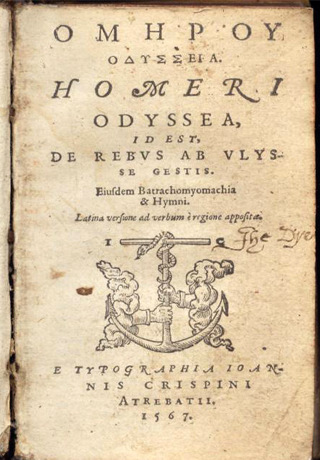 ΟΜΗΡΟΥ
ΟΔΥΣΣΕΙΑ.
HOMERI
ODYSSEA,
ID EST,
DE REBVS AB VLYS-
SE GESTIS.
Eiusdem Batrachomyomachia
& Hymni.
Latina versione ad verbum è regione apposita.
I C
The
E TYPOGRAPHIA IOAN-
NIS CRISPINI
ATREBATII.
1567.